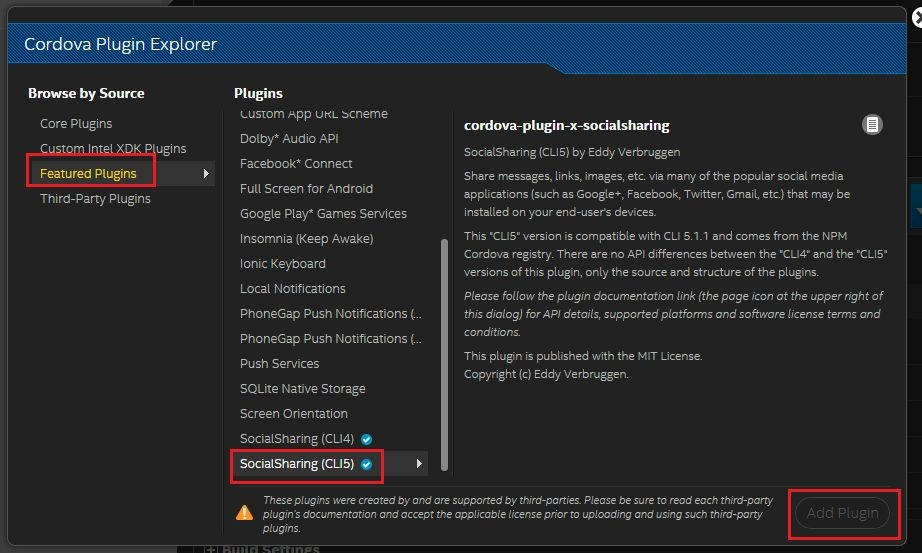 Cordova Plugin Explorer
Browse by Source
Core Plugins
Custom Intel XDK Plugins
Featured Plugins
Third-Party Plugins
Plugins
Custom App URL Scheme
Dolby* Audio API
Facebook* Connect
Full Screen for Android
Google Play* Games Services
Insomnia (Keep Awake)
Ionic Keyboard
Local Notifications
PhoneGap Push Notifications (...
PhoneGap Push Notifications (...
Push Services
SQLite Native Storage
Screen Orientation
SocialSharing (CLI4)
SocialSharing (CLI5)
cordova-plugin-x-socialsharing
SocialSharing (CLI5) by Eddy Verbruggen
Share messages, links, images, etc. via many of the popular social media
applications (such as Google+, Facebook, Twitter, Gmail, etc.) that may be
installed on your end-user's devices.
This "CLI5" version is compatible with CLI 5.1.1 and comes from the NPM
Cordova registry. There are no API differences between the "CLI4" and the "CLI5"
versions of this plugin, only the source and structure of the plugins.
Please follow the plugin documentation link (the page icon at the upper right of
this dialog) for API details, supported platforms and software license terms and
conditions.
This plugin is published with the MIT License.
Copyright (c) Eddy Verbruggen.
These plugins were created by and are supported by third-parties. Please be sure to read each third-party
plugin's documentation and accept the applicable license prior to uploading and using such third-party
plugins.
Add Plugin
Build Settings